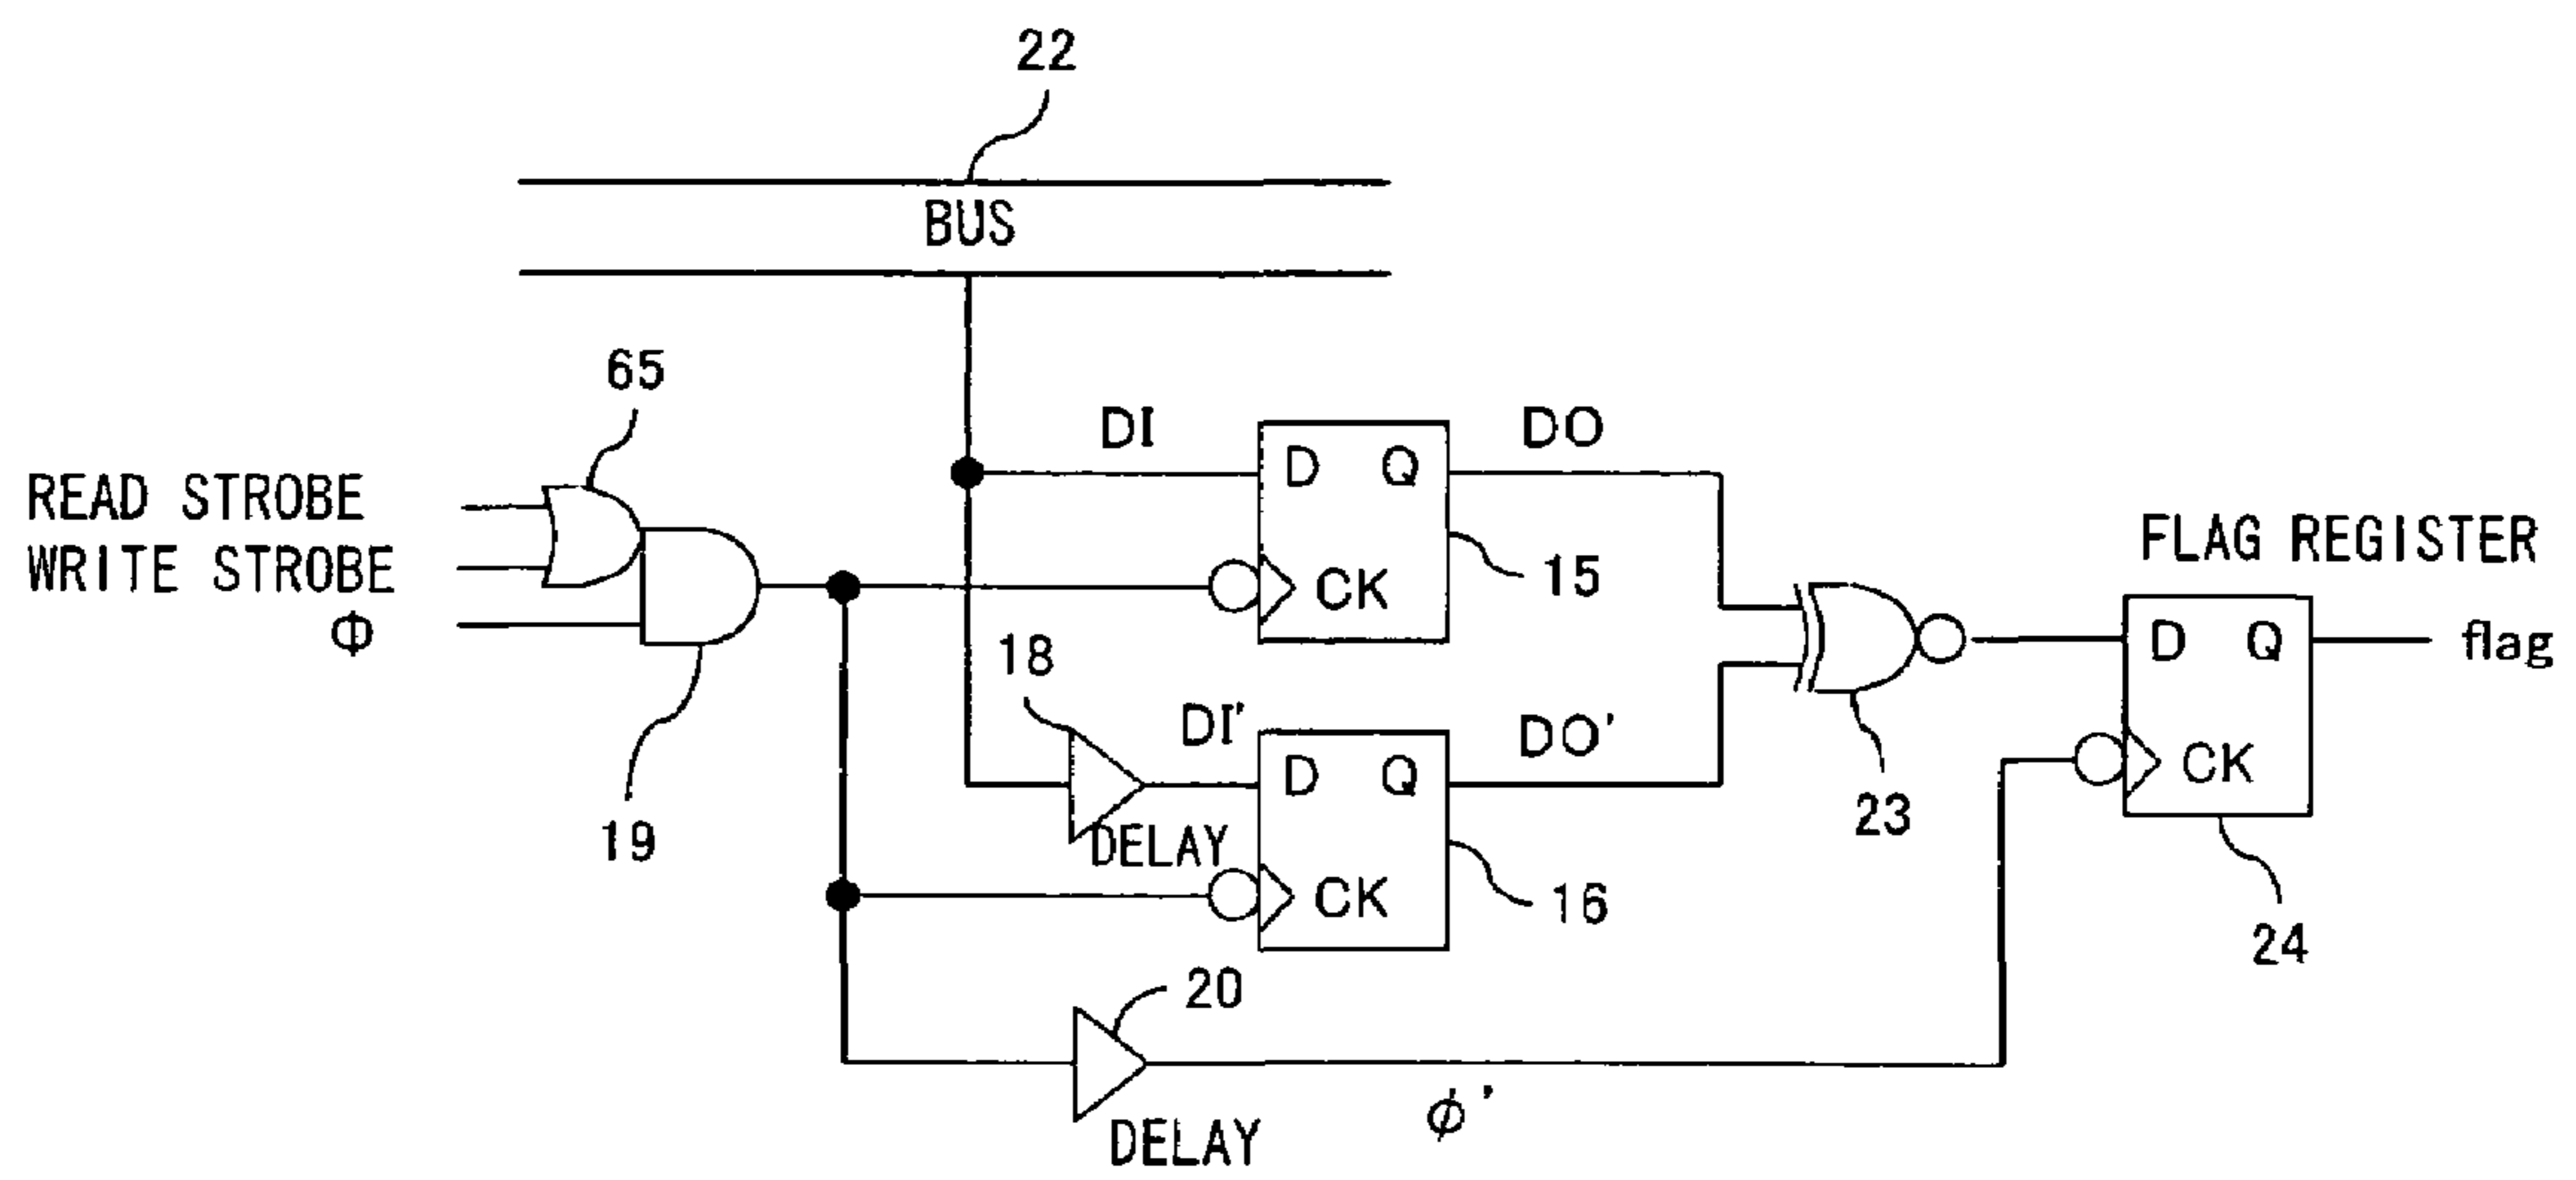 22
BUS
65
READ STROBE
WRITE STROBE
Φ
19
DI
D Q
CK
DO
15
18
DI'
DELAY
D Q
CK
DO'
16
20
DELAY
ϕ'
23
FLAG REGISTER
D Q
CK
flag
24